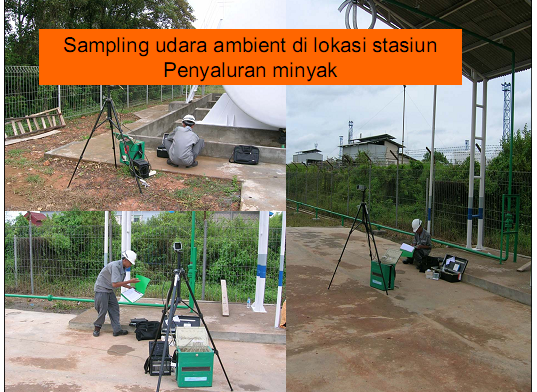 Sampling udara ambient di lokasi stasiun
Penyaluran minyak